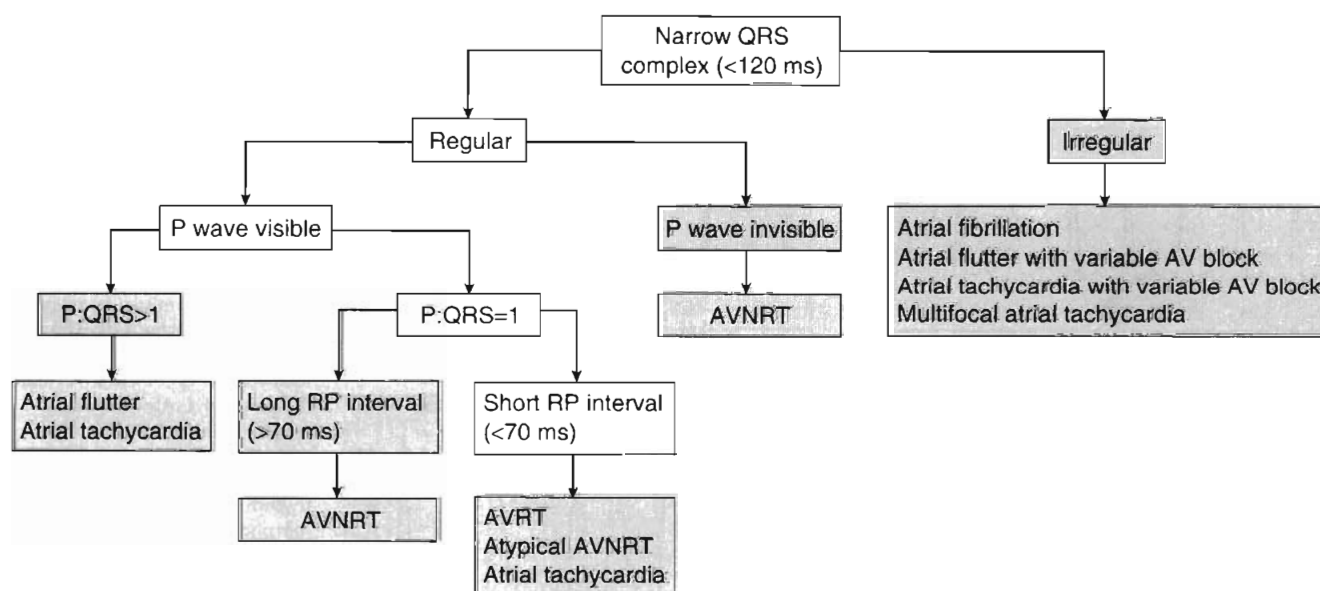 Narrow QRS
complex (<120 ms)
Regular
Irregular
P wave visible
P wave invisible
Atrial fibrillation
Atrial flutter with variable AV block
Atrial tachycardia with variable AV block
Multifocal atrial tachycardia
P:QRS>1
P:QRS=1
AVNRT
Atrial flutter
Atrial tachycardia
Long RP interval
(>70 ms)
Short RP interval
(<70 ms)
AVNRT
AVRT
Atypical AVNRT
Atrial tachycardia